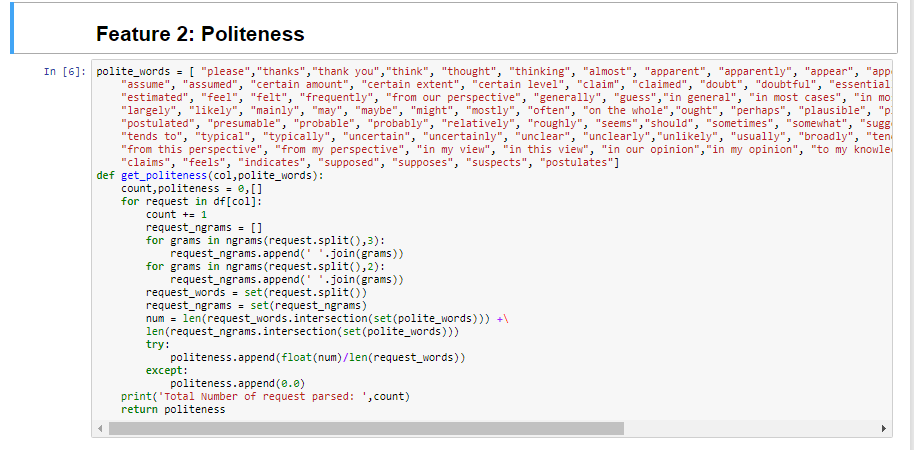 Feature 2: Politeness
In [6]: polite_words = [ "please","thanks","thank you","think", "thought", "thinking", "almost", "apparent", "apparently", "appear", "app
"assume", "assumed", "certain amount", "certain extent", "certain level", "claim", "claimed", "doubt", "doubtful", "essential
"estimated", "feel", "felt", "frequently", "from our perspective", "generally", "guess","in general", "in most cases", "in mo
"largely", "likely", "mainly", "may", "maybe", "might", "mostly", "often", "on the whole","ought", "perhaps", "plausible", "p
"postulated", "presumable", "probable", "probably", "relatively", "roughly", "seems","should", "sometimes", "somewhat", "sugg
"tends to", "typical", "typically", "uncertain", "uncertainly", "unclear", "unclearly","unlikely", "usually", "broadly", "ten
"from this perspective", "from my perspective", "in my view", "in this view", "in our opinion","in my opinion", "to my knowle
"claims", "feels", "indicates", "supposed", "supposes", "suspects", "postulates"]
def get_politeness(col,polite_words):
count,politeness = 0,[]
for request in df[col]:
count += 1
request_ngrams = []
for grams in ngrams(request.split(),3):
request_ngrams.append(' '.join(grams))
for grams in ngrams(request.split(),2):
request_ngrams.append(' '.join(grams))
request_words = set(request.split())
request_ngrams = set(request_ngrams)
num = len(request_words.intersection(set(polite_words))) +\
len(request_ngrams.intersection(set(polite_words)))
try:
politeness.append(float(num)/len(request_words))
except:
politeness.append(0.0)
print('Total Number of request parsed: ',count)
return politeness